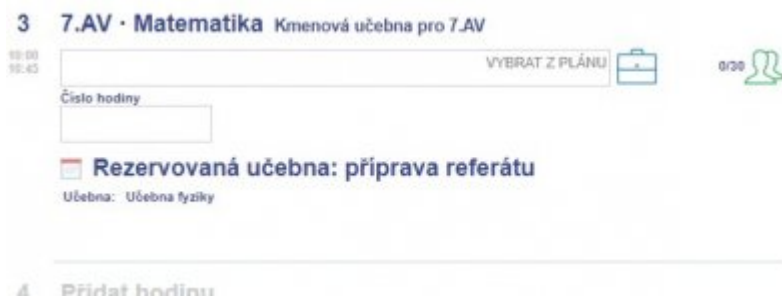 3 7.AV · Matematika Kmenová učebna pro 7.AV
10:00
10:45
VYBRAT Z PLÁNU
0/30
Číslo hodiny
Rezervovaná učebna: příprava referátu
Učebna: Učebna fyziky
4 Přidat hodinu